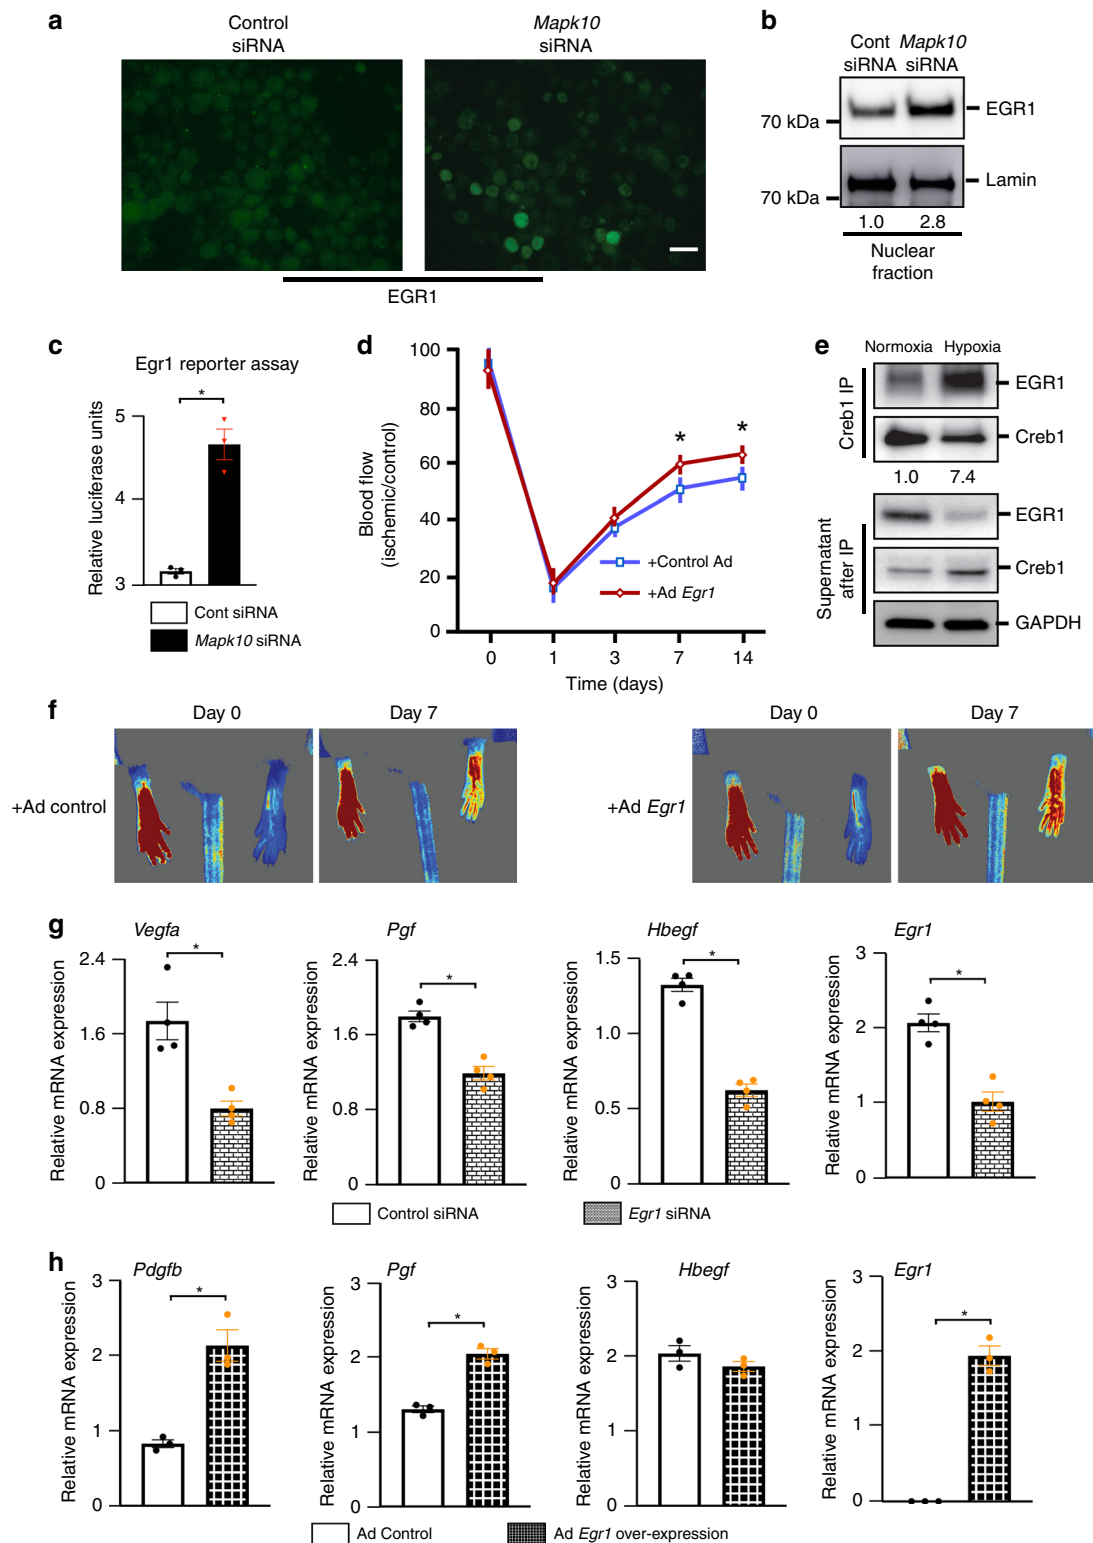 a
Control
siRNA
Mapk10
siRNA
EGR1
b
Cont
siRNA
Mapk10
siRNA
70 kDa
EGR1
70 kDa
Lamin
1.0
2.8
Nuclear
fraction
c
Egr1 reporter assay
*
Relative luciferase units
5
4
3
Cont siRNA
Mapk10 siRNA
d
Blood flow
(ischemic/control)
100
80
60
40
20
0
*
*
+Control Ad
+Ad Egr1
0
1
3
7
14
Time (days)
e
Normoxia
Hypoxia
Creb1 IP
EGR1
Creb1
1.0
7.4
Supernatant
after IP
EGR1
Creb1
GAPDH
f
Day 0
Day 7
+Ad control
Day 0
Day 7
+Ad Egr1
g
Vegfa
*
Relative mRNA expression
2.4
1.6
0.8
0
Pgf
*
Relative mRNA expression
2.4
1.6
0.8
0
Hbegf
*
Relative mRNA expression
1.5
1.0
0.5
0
Egr1
*
Relative mRNA expression
3
2
1
0
Control siRNA
Egr1 siRNA
h
Pdgfb
*
Relative mRNA expression
3
2
1
0
Pgf
*
Relative mRNA expression
3
2
1
0
Hbegf
Relative mRNA expression
3
2
1
0
Egr1
*
Relative mRNA expression
3
2
1
0
Ad Control
Ad Egr1 over-expression